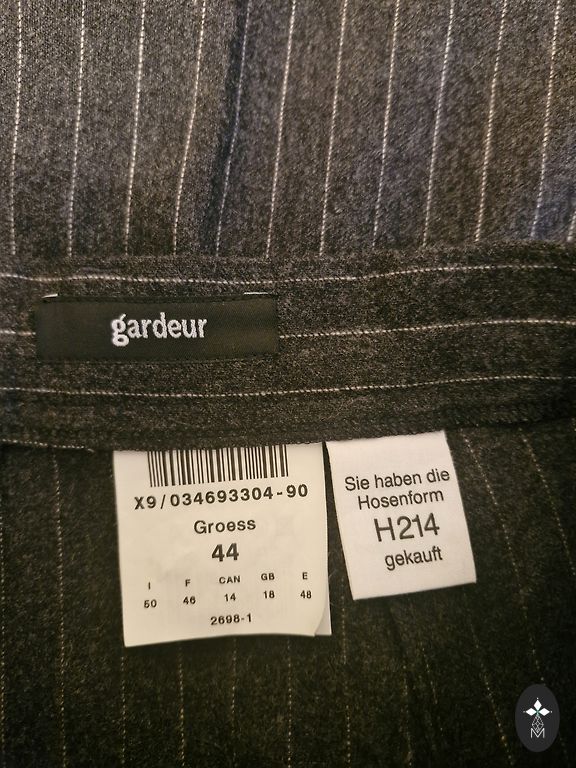 gardeur
X9/034693304-90
Groess
44
I F CAN GB E
50 46 14 18 48
2698-1
Sie haben die
Hosenform
H214
gekauft
M